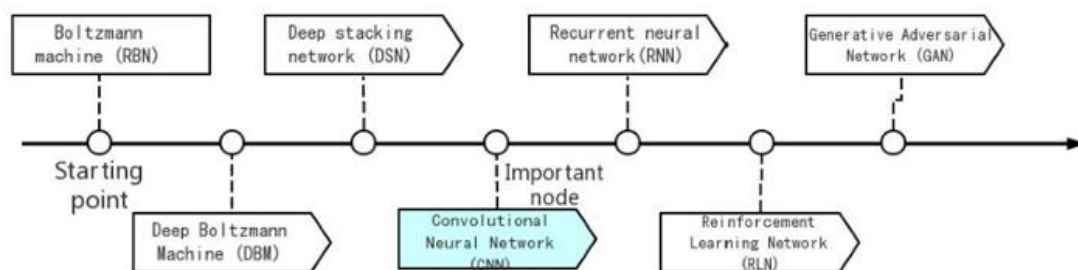 Boltzmann
machine (RBN)
Deep stacking
network (DSN)
Recurrent neural
network(RNN)
Generative Adversarial
Network (GAN)
Starting
point
Important
node
Deep Boltzmann
Machine (DBM)
Convolutional
Neural Network
(CNN)
Reinforcement
Learning Network
(RLN)